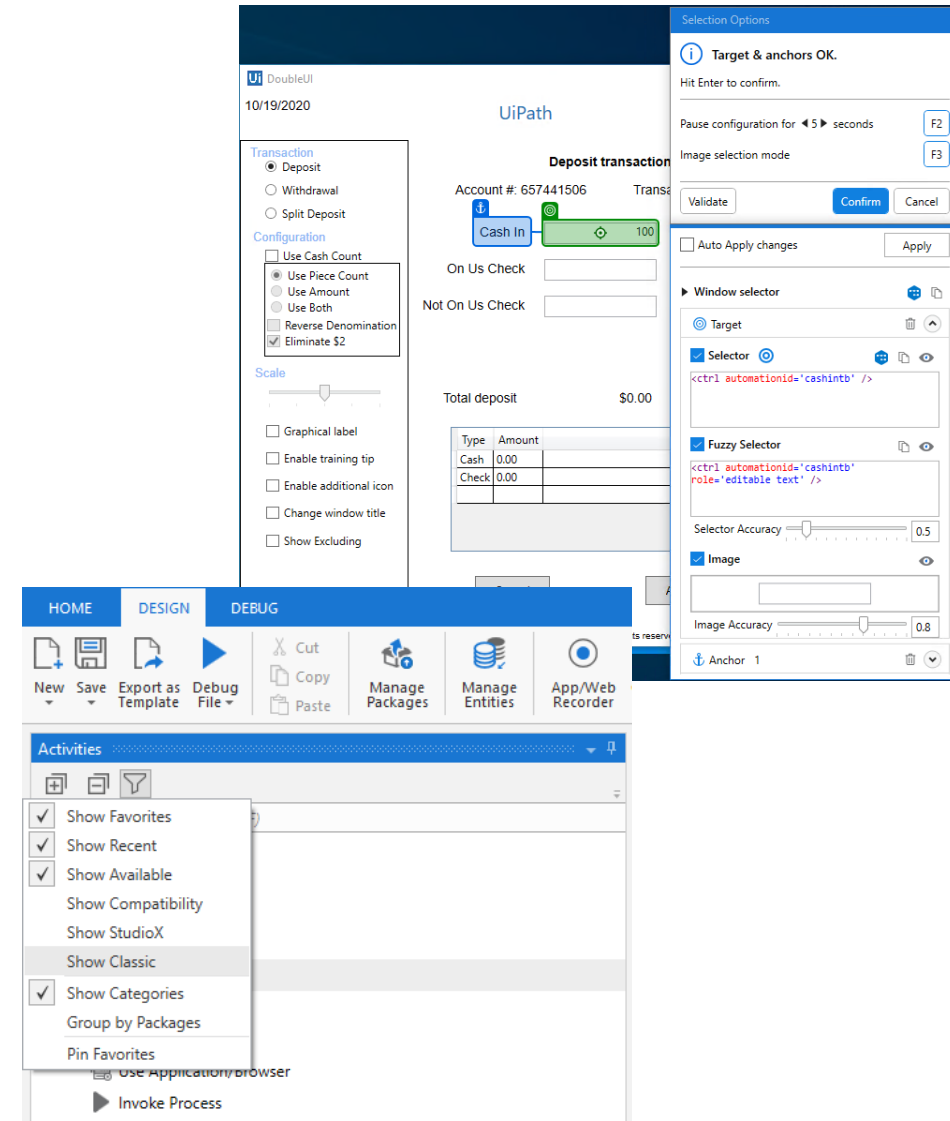 Selection Options
Target & anchors OK.
Hit Enter to confirm.
Pause configuration for 5 seconds F2
Image selection mode F3
Validate Confirm Cancel
Auto Apply changes Apply
Window selector
Target
Selector
<ctrl automationid='cashintb' />
Fuzzy Selector
<ctrl automationid='cashintb'
role='editable text' />
Selector Accuracy 0.5
Image
Image Accuracy 0.8
Anchor 1
Ui DoubleUI
10/19/2020
UiPath
Transaction
Deposit
Withdrawal
Split Deposit
Configuration
Use Cash Count
Use Piece Count
Use Amount
Use Both
Reverse Denomination
Eliminate $2
Scale
Graphical label
Enable training tip
Enable additional icon
Change window title
Show Excluding
Deposit transaction
Account #: 657441506
Cash In 100
On Us Check
Not On Us Check
Total deposit $0.00
Type Amount
Cash 0.00
Check 0.00
HOME DESIGN DEBUG
New Save Export as Template Debug File
Cut
Copy
Paste
Manage Packages Manage Entities App/Web Recorder
Activities
Show Favorites
Show Recent
Show Available
Show Compatibility
Show StudioX
Show Classic
Show Categories
Group by Packages
Pin Favorites
Use Application/Browser
Invoke Process